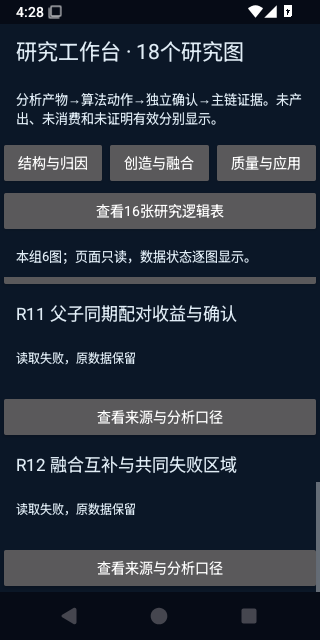 4:28
研究工作台 · 18个研究图
分析产物→算法动作→独立确认→主链证据。未产
出、未消费和未证明有效分别显示。
结构与归因 创造与融合 质量与应用
查看16张研究逻辑表
本组6图；页面只读，数据状态逐图显示。
R11 父子同期配对收益与确认
读取失败，原数据保留
查看来源与分析口径
R12 融合互补与共同失败区域
读取失败，原数据保留
查看来源与分析口径